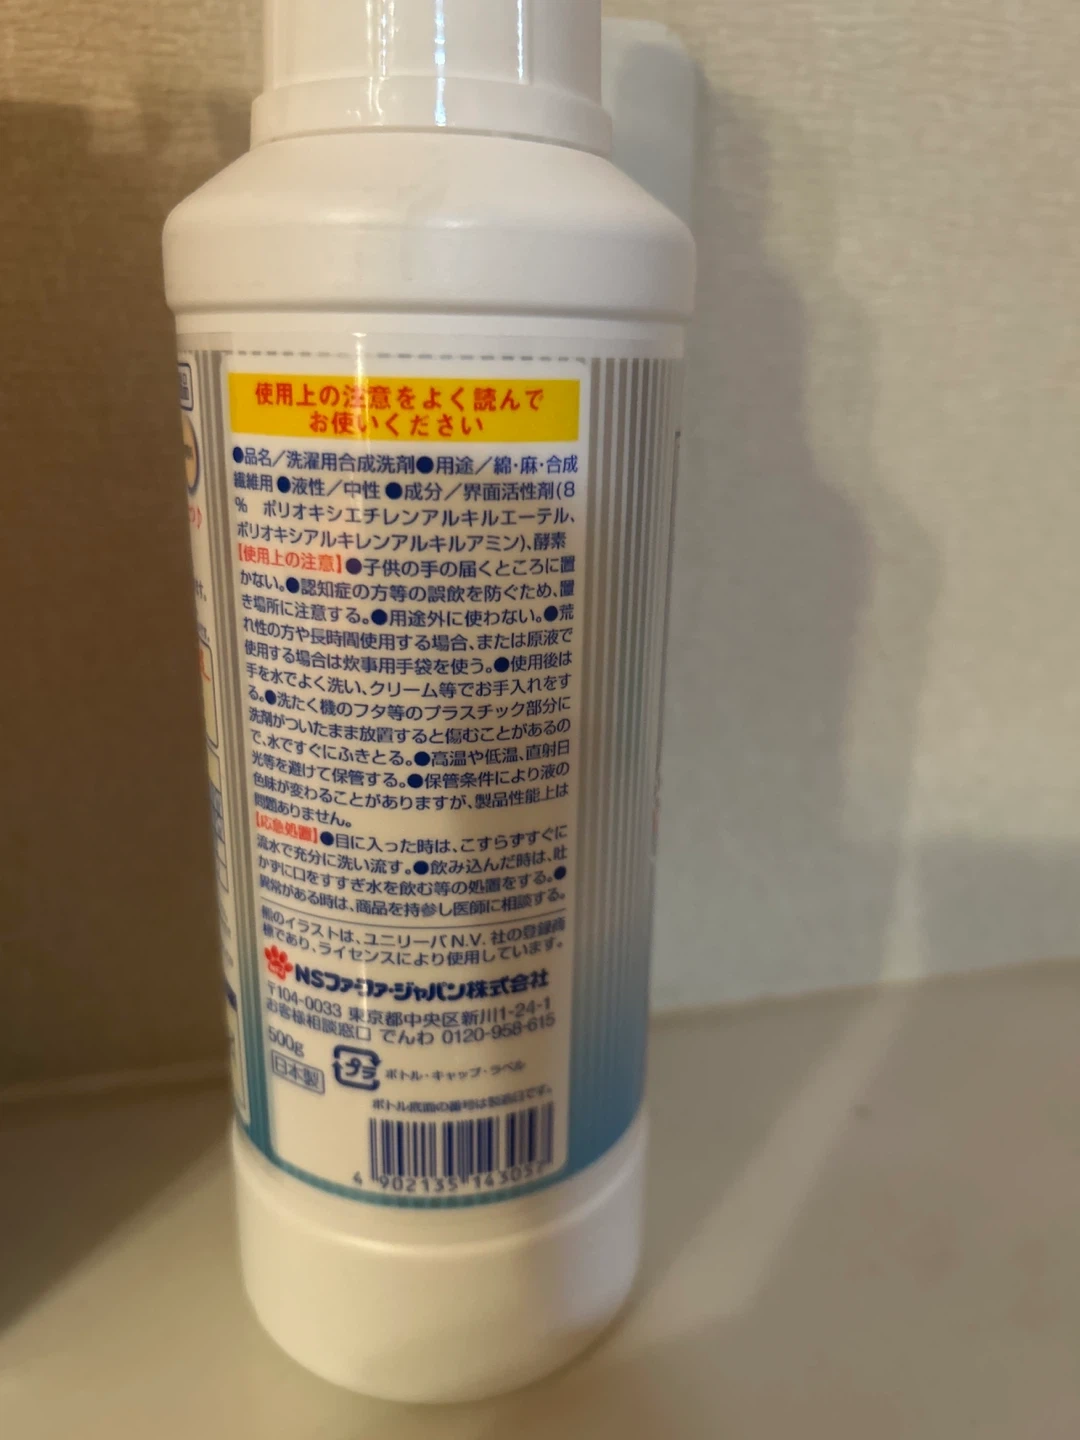 使用上の注意をよく読んで
お使いください
●品名／洗濯用合成洗剤●用途／綿・麻・合成
繊維用●液性／中性●成分／界面活性剤(8
%　ポリオキシエチレンアルキルエーテル、
ポリオキシアルキレンアルキルアミン)、酵素
【使用上の注意】●子供の手の届くところに置
かない。●認知症の方等の誤飲を防ぐため、置
き場所に注意する。●用途外に使わない。●荒
れ性の方や長時間使用する場合、または原液で
使用する場合は炊事用手袋を使う。●使用後は
手を水でよく洗い、クリーム等でお手入れをす
る。●洗たく機のフタ等のプラスチック部分に
洗剤がついたまま放置すると傷むことがあるの
で、水ですぐにふきとる。●高温や低温、直射日
光等を避けて保管する。●保管条件により液の
色味が変わることがありますが、製品性能上は
問題ありません。
【応急処置】●目に入った時は、こすらずすぐに
流水で充分に洗い流す。●飲み込んだ時は、吐
かずに口をすすぎ水を飲む等の処置をする。●
異常がある時は、商品を持参し医師に相談する。
熊のイラストは、ユニリーバN.V. 社の登録商
標であり、ライセンスにより使用しています。
NSファーファ・ジャパン株式会社
〒104-0033 東京都中央区新川1-24-1
お客様相談窓口 でんわ 0120-958-615
500g
日本製
プラ
ボトル・キャップ・ラベル
ボトル底面の番号は製造日です。
4 902135 143057